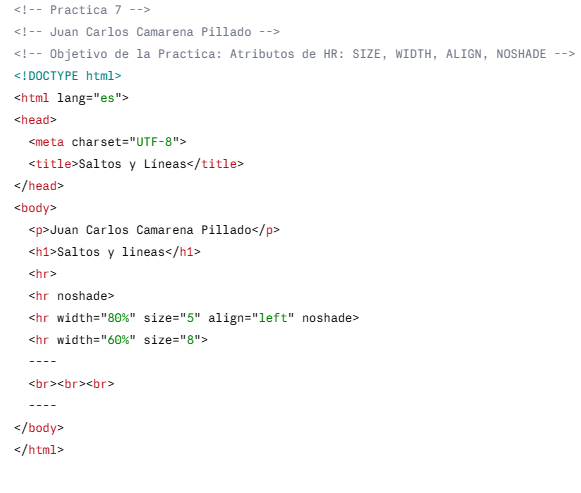 <!-- Practica 7 -->
<!-- Juan Carlos Camarena Pillado -->
<!-- Objetivo de la Practica: Atributos de HR: SIZE, WIDTH, ALIGN, NOSHADE -->
<!DOCTYPE html>
<html lang="es">
<head>
  <meta charset="UTF-8">
  <title>Saltos y Líneas</title>
</head>
<body>
  <p>Juan Carlos Camarena Pillado</p>
  <h1>Saltos y lineas</h1>
  <hr>
  <hr noshade>
  <hr width="80%" size="5" align="left" noshade>
  <hr width="60%" size="8">
  ----
  <br><br><br>
  ----
</body>
</html>